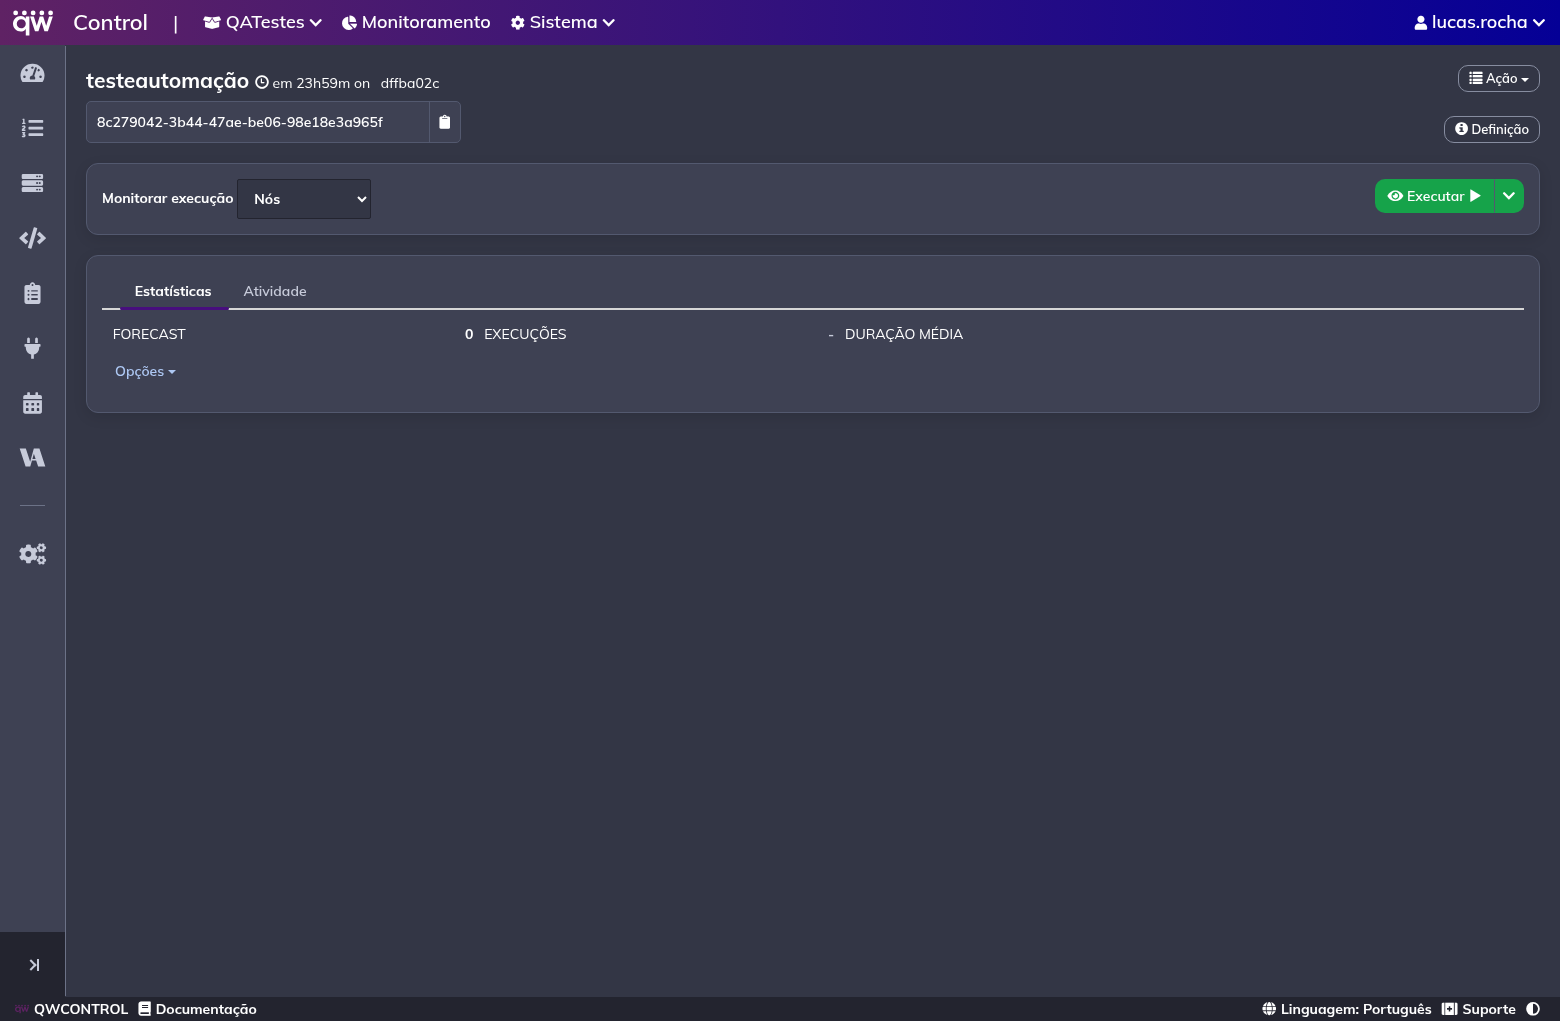 qw Control | QATestes Monitoramento Sistema lucas.rocha
testeautomação em 23h59m on dffba02c
Ação
8c279042-3b44-47ae-be06-98e18e3a965f
Definição
Monitorar execução Nós
Executar
Estatísticas Atividade
FORECAST 0 EXECUÇÕES - DURAÇÃO MÉDIA
Opções
qw QWCONTROL Documentação Linguagem: Português Suporte